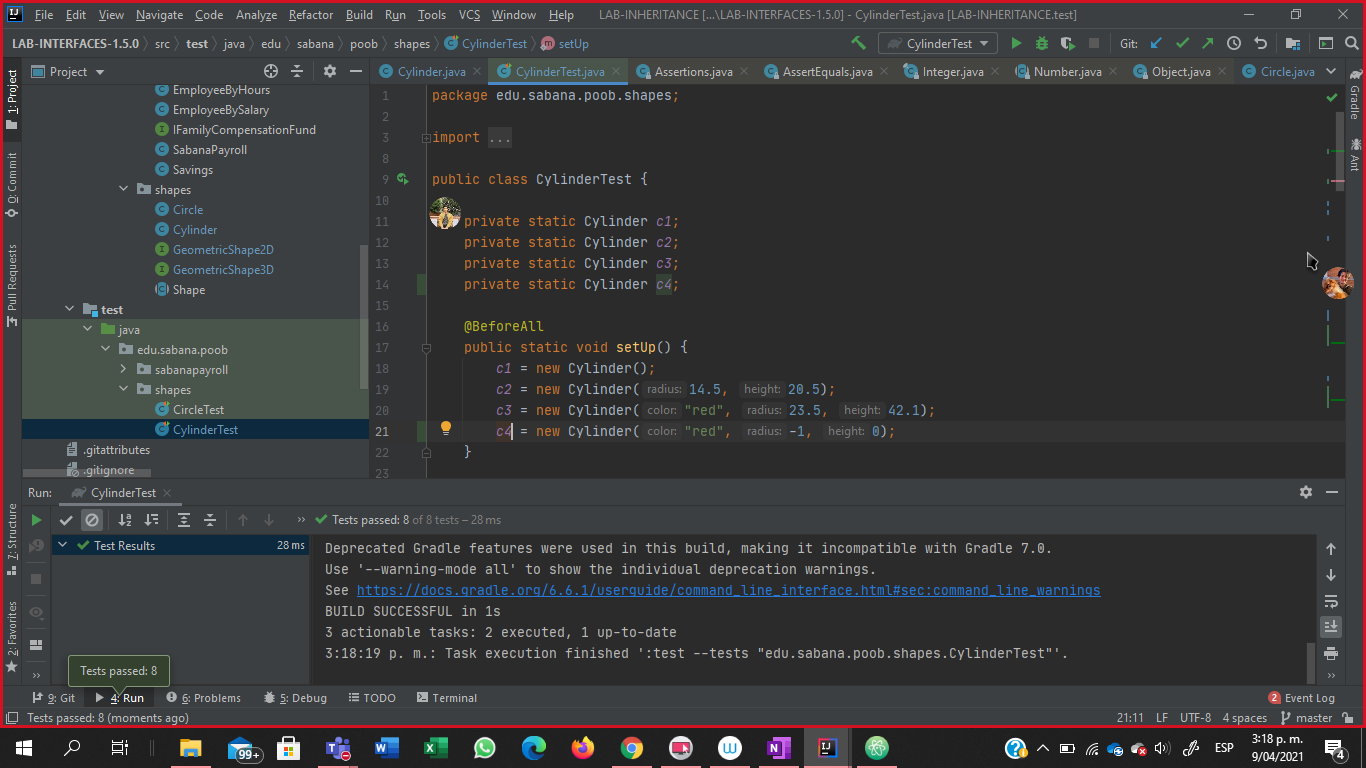 File Edit View Navigate Code Analyze Refactor Build Run Tools VCS Window Help LAB-INHERITANCE [...\LAB-INTERFACES-1.5.0] - CylinderTest.java [LAB-INHERITANCE.test]
LAB-INTERFACES-1.5.0 src test java edu sabana poob shapes CylinderTest setUp CylinderTest Git:
Project
Cylinder.java CylinderTest.java Assertions.java AssertEquals.java Integer.java Number.java Object.java Circle.java
1: Project
0: Commit
Pull Requests
7: Structure
2: Favorites
Gradle
Ant
EmployeeByHours
EmployeeBySalary
IFamilyCompensationFund
SabanaPayroll
Savings
shapes
Circle
Cylinder
GeometricShape2D
GeometricShape3D
Shape
test
java
edu.sabana.poob
sabanapayroll
shapes
CircleTest
CylinderTest
.gitattributes
.gitignore
1 package edu.sabana.poob.shapes;
2
3 import ...
8
9 public class CylinderTest {
10
11 private static Cylinder c1;
12 private static Cylinder c2;
13 private static Cylinder c3;
14 private static Cylinder c4;
15
16 @BeforeAll
17 public static void setUp() {
18 c1 = new Cylinder();
19 c2 = new Cylinder( radius: 14.5, height: 20.5);
20 c3 = new Cylinder( color: "red", radius: 23.5, height: 42.1);
21 c4 = new Cylinder( color: "red", radius: -1, height: 0);
22 }
23
Run: CylinderTest
Tests passed: 8 of 8 tests – 28 ms
Test Results 28 ms
Deprecated Gradle features were used in this build, making it incompatible with Gradle 7.0.
Use '--warning-mode all' to show the individual deprecation warnings.
See https://docs.gradle.org/6.6.1/userguide/command_line_interface.html#sec:command_line_warnings
BUILD SUCCESSFUL in 1s
3 actionable tasks: 2 executed, 1 up-to-date
3:18:19 p. m.: Task execution finished ':test --tests "edu.sabana.poob.shapes.CylinderTest"'.
Tests passed: 8
9: Git 4: Run 6: Problems 5: Debug TODO Terminal 2 Event Log
Tests passed: 8 (moments ago) 21:11 LF UTF-8 4 spaces master
99+ ESP 3:18 p. m.
9/04/2021 4